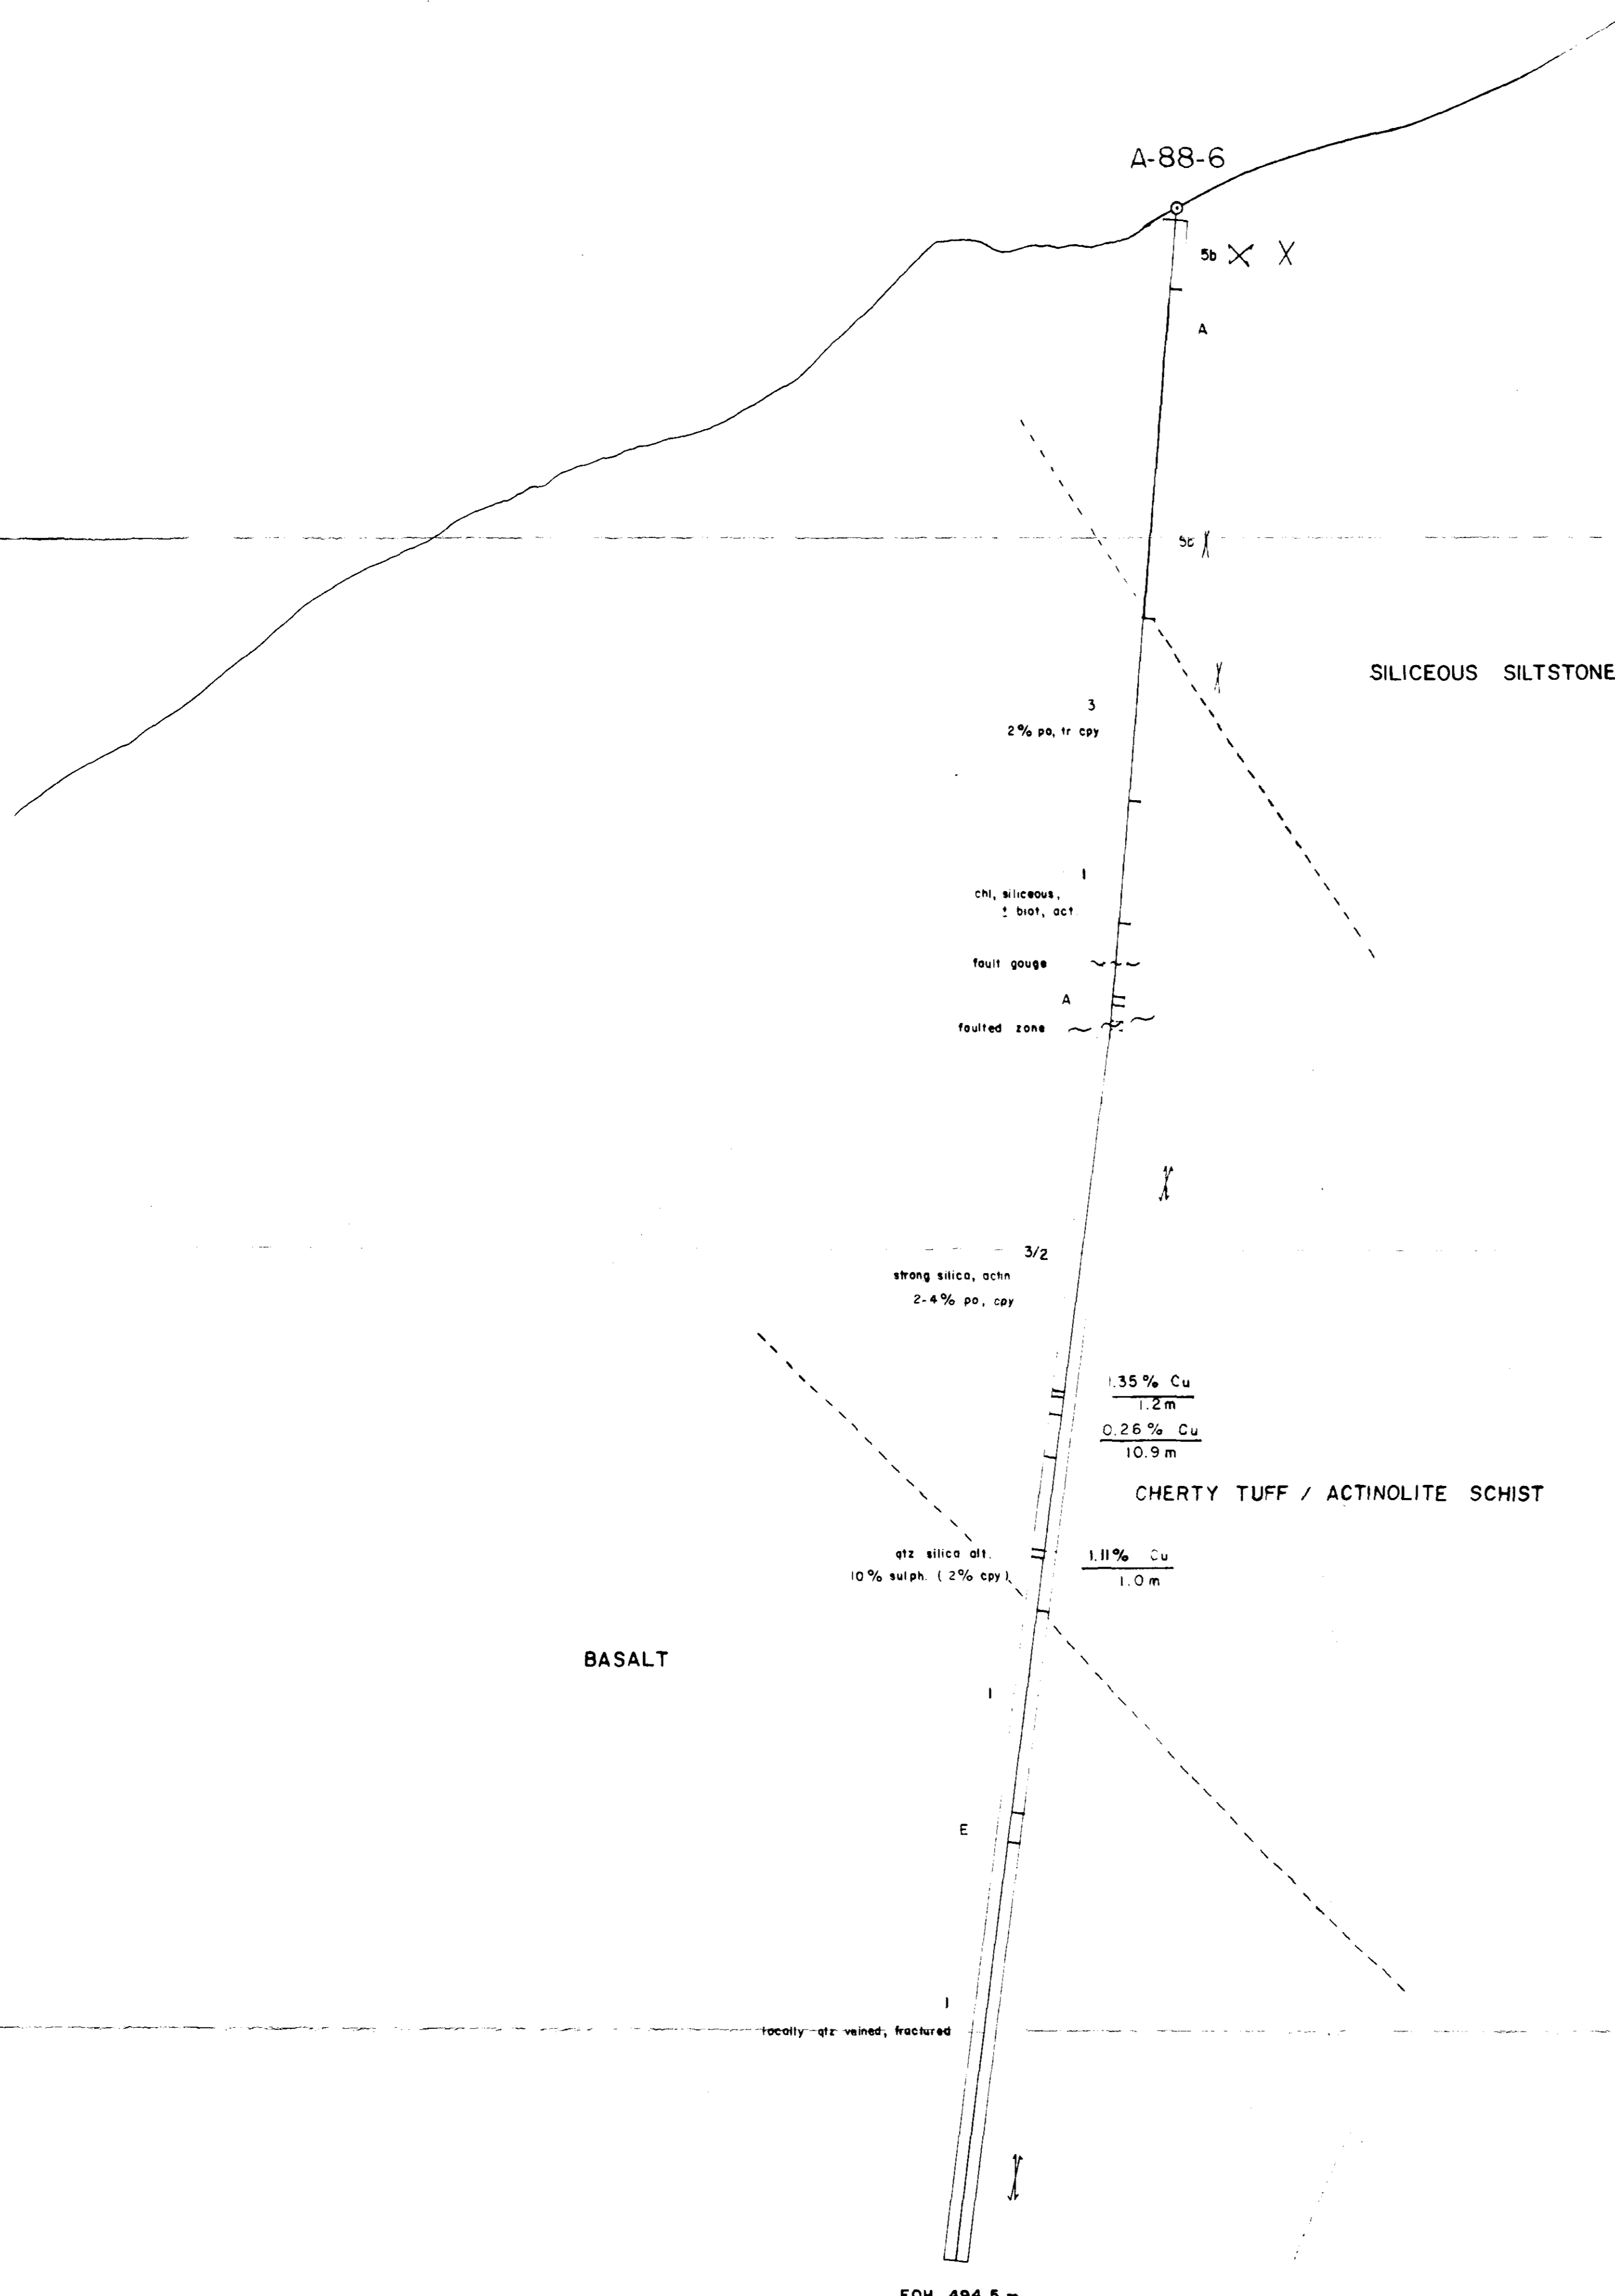 A-88-6
5b
A
SILICEOUS SILTSTONE
3
2% po, tr cpy
1
chl, siliceous,
± biot, act.
fault gouge
A
faulted zone
3/2
strong silica, actin
2-4% po, cpy
1.35% Cu
1.2m
0.26% Cu
10.9m
CHERTY TUFF / ACTINOLITE SCHIST
qtz silica alt.
10% sulph. ( 2% cpy )
1.11% Cu
1.0m
BASALT
1
E
1
locally qtz veined, fractured
EOH 494.5 m